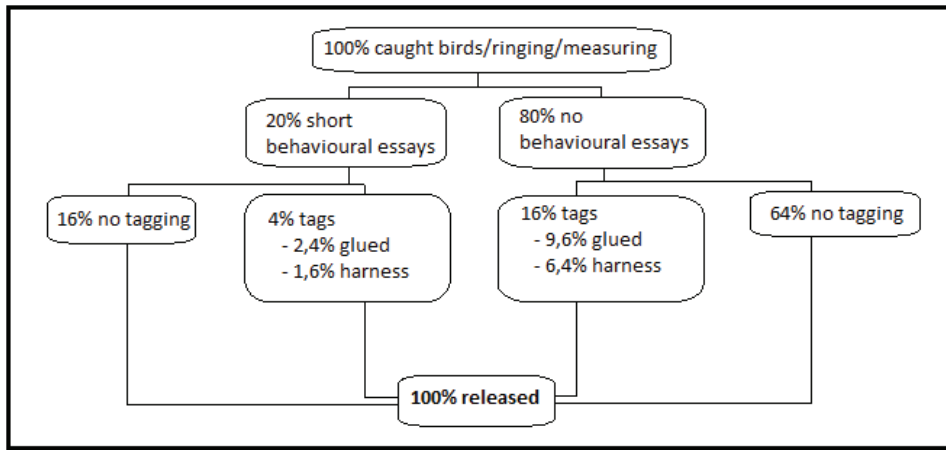 100% caught birds/ringing/measuring
20% short
behavioural essays
80% no
behavioural essays
16% no tagging
4% tags
- 2,4% glued
- 1,6% harness
16% tags
- 9,6% glued
- 6,4% harness
64% no tagging
100% released